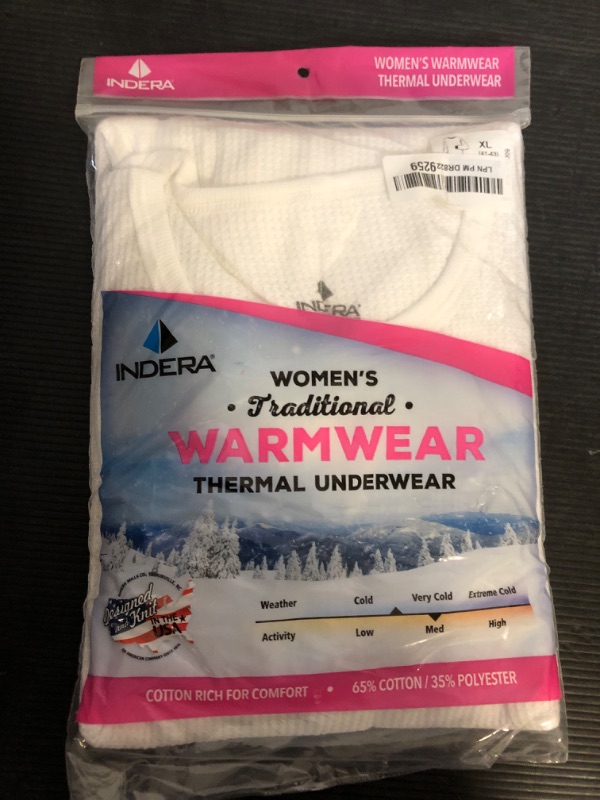 INDERA
WOMEN'S WARMWEAR
THERMAL UNDERWEAR
XL
LPN PM DR822 9259
INDERA
INDERA®
WOMEN'S
• Traditional •
WARMWEAR
THERMAL UNDERWEAR
Designed
And Knit
IN THE
USA
Weather Cold Very Cold Extreme Cold
Activity Low Med High
COTTON RICH FOR COMFORT • 65% COTTON / 35% POLYESTER